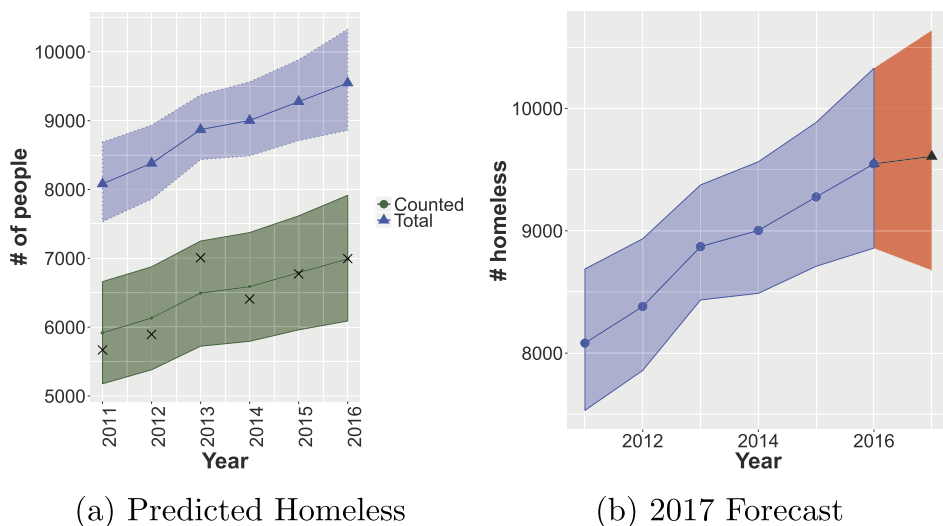 # of people
10000
9000
8000
7000
6000
5000
2011
2012
2013
2014
2015
2016
Year
Counted
Total
(a) Predicted Homeless
# homeless
10000
9000
8000
2012
2014
2016
Year
(b) 2017 Forecast